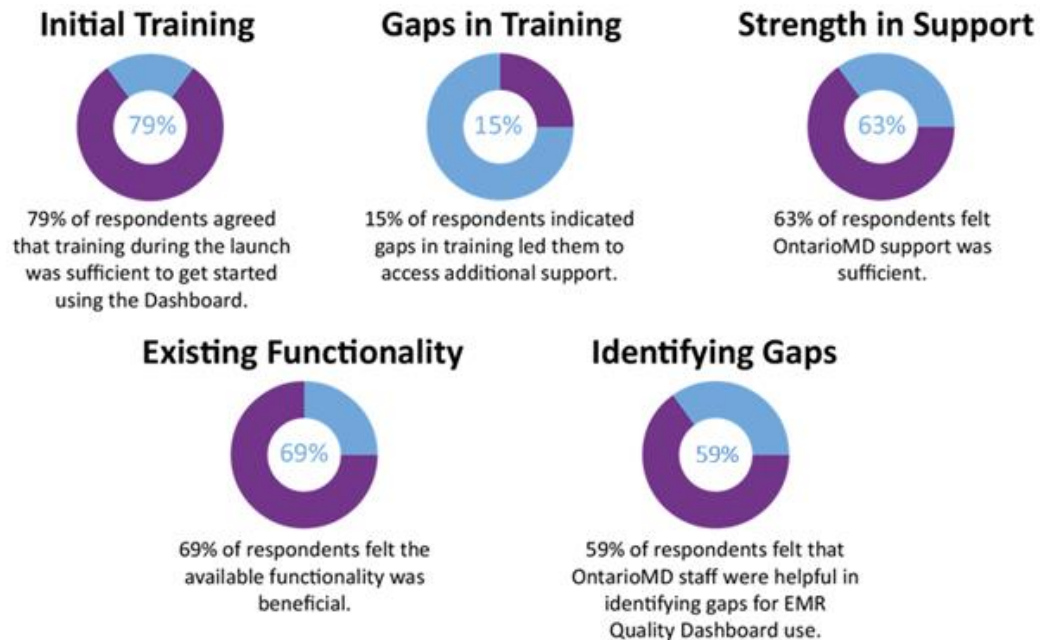 Initial Training
79%
79% of respondents agreed
that training during the launch
was sufficient to get started
using the Dashboard.
Gaps in Training
15%
15% of respondents indicated
gaps in training led them to
access additional support.
Strength in Support
63%
63% of respondents felt
OntarioMD support was
sufficient.
Existing Functionality
69%
69% of respondents felt the
available functionality was
beneficial.
Identifying Gaps
59%
59% of respondents felt that
OntarioMD staff were helpful in
identifying gaps for EMR
Quality Dashboard use.